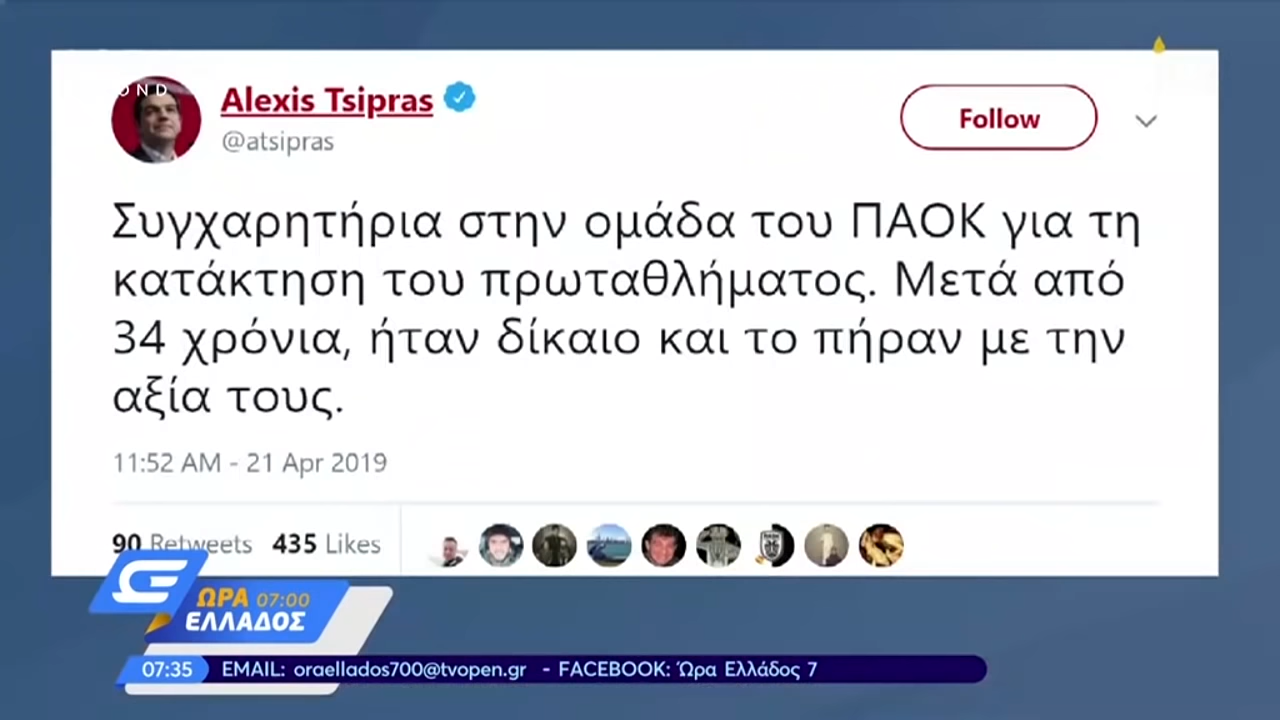 OND
Alexis Tsipras
@atsipras
Follow
Συγχαρητήρια στην ομάδα του ΠΑΟΚ για τη
κατάκτηση του πρωταθλήματος. Μετά από
34 χρόνια, ήταν δίκαιο και το πήραν με την
αξία τους.
11:52 AM - 21 Apr 2019
90 Retweets 435 Likes
ΩΡΑ 07:00
ΕΛΛΑΔΟΣ
07:35 EMAIL: oraellados700@tvopen.gr - FACEBOOK: Ώρα Ελλάδος 7